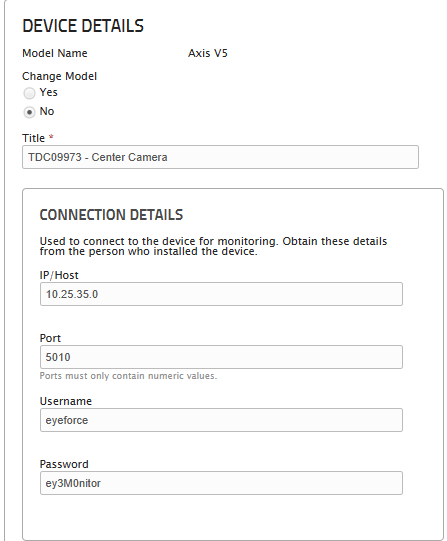 DEVICE DETAILS
Model Name Axis V5
Change Model
Yes
No
Title *
TDC09973 - Center Camera
CONNECTION DETAILS
Used to connect to the device for monitoring. Obtain these details
from the person who installed the device.
IP/Host
10.25.35.0
Port
5010
Ports must only contain numeric values.
Username
eyeforce
Password
ey3M0nitor